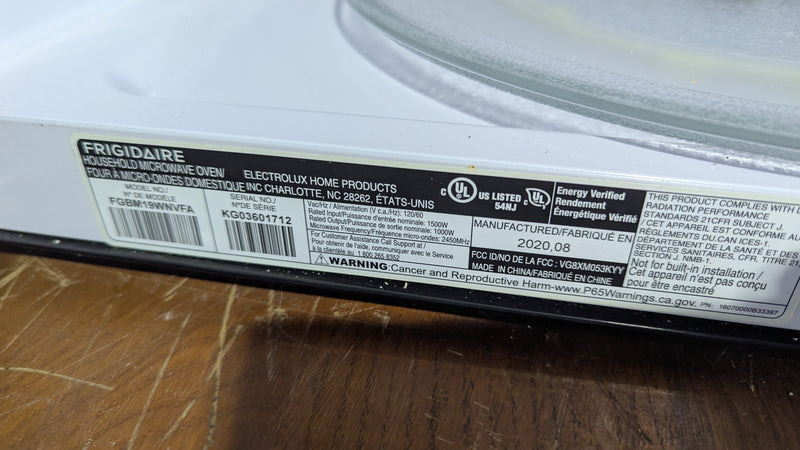 FRIGIDAIRE
HOUSEHOLD MICROWAVE OVEN/
FOUR À MICRO-ONDES DOMESTIQUE
ELECTROLUX HOME PRODUCTS
INC CHARLOTTE, NC 28262, ÉTATS-UNIS
MODEL NO./
Nº DE MODÈLE
FGBM19WNVFA
SERIAL NO./
NºDE SÉRIE
KG03601712
Vac/Hz / Alimentation (V c.a./Hz): 120/60
Rated Input/Puissance d'entrée nominale: 1500W
Rated Output/Puissance de sortie nominale: 1000W
Microwave Frequency/Fréquence micro-ondes: 2450MHz
For Customer Assistance Call Support at /
Pour obtenir de l'aide, communiquer avec le Service
à la clientèle au 1 800 265 8352
WARNING: Cancer and Reproductive Harm-www.P65Warnings.ca.gov.
c UL US LISTED
54NJ
MANUFACTURED/FABRIQUÉ EN
2020,08
FCC ID/NO DE LA FCC : VG8XM053KYY
MADE IN CHINA/FABRIQUÉ EN CHINE
Energy Verified
Rendement
Énergétique Vérifié
THIS PRODUCT COMPLIES WITH
RADIATION PERFORMANCE
STANDARDS 21CFR SUBJECT J.
CET APPAREIL EST CONFORME
RÉGLEMENTS DU.CAN ICES-1.
DÉPARTEMENT DE LA SANTÉ ET DES
SERVICES SANITAIRES, CFR, TITRE
SECTION J. NMB-1.
Not for built-in installation /
Cet appareil n'est pas conçu
pour être encastré
PN: 16070000B33397